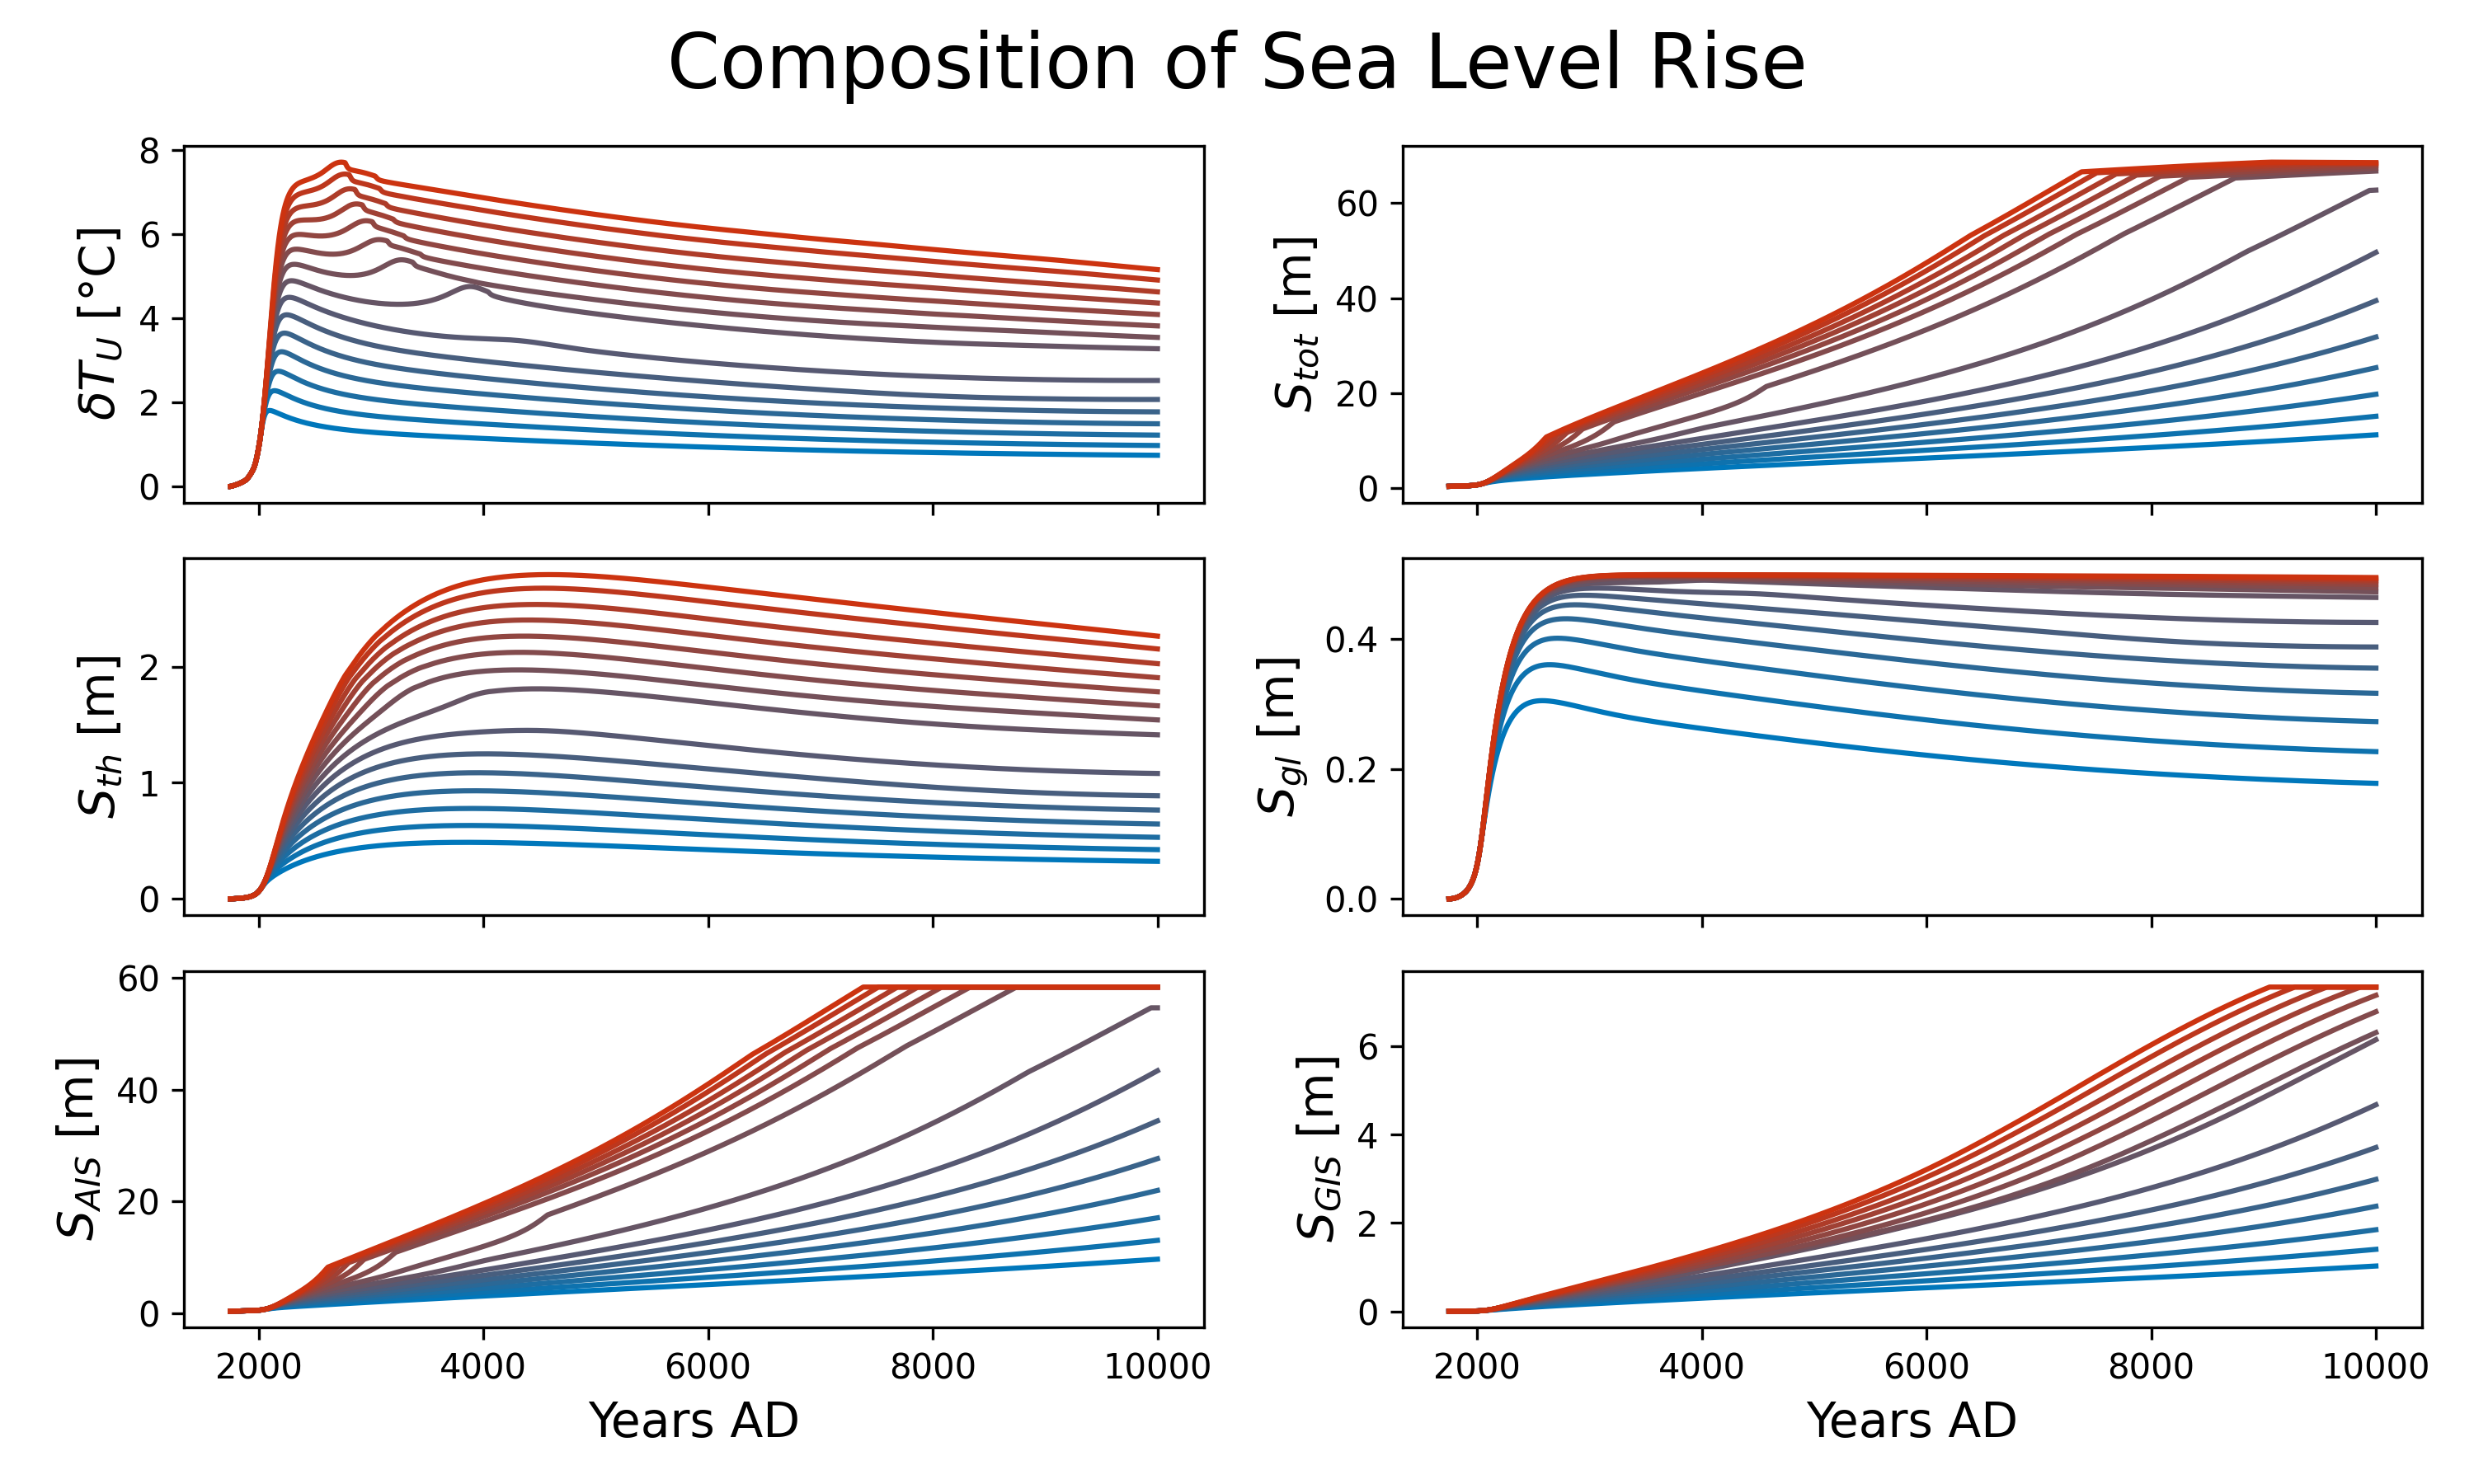 Composition of Sea Level Rise
δT_U [°C]
8
6
4
2
0
S_tot [m]
60
40
20
0
S_th [m]
2
1
0
S_gl [m]
0.4
0.2
0.0
S_AIS [m]
60
40
20
0
2000 4000 6000 8000 10000
Years AD
S_GIS [m]
6
4
2
0
2000 4000 6000 8000 10000
Years AD